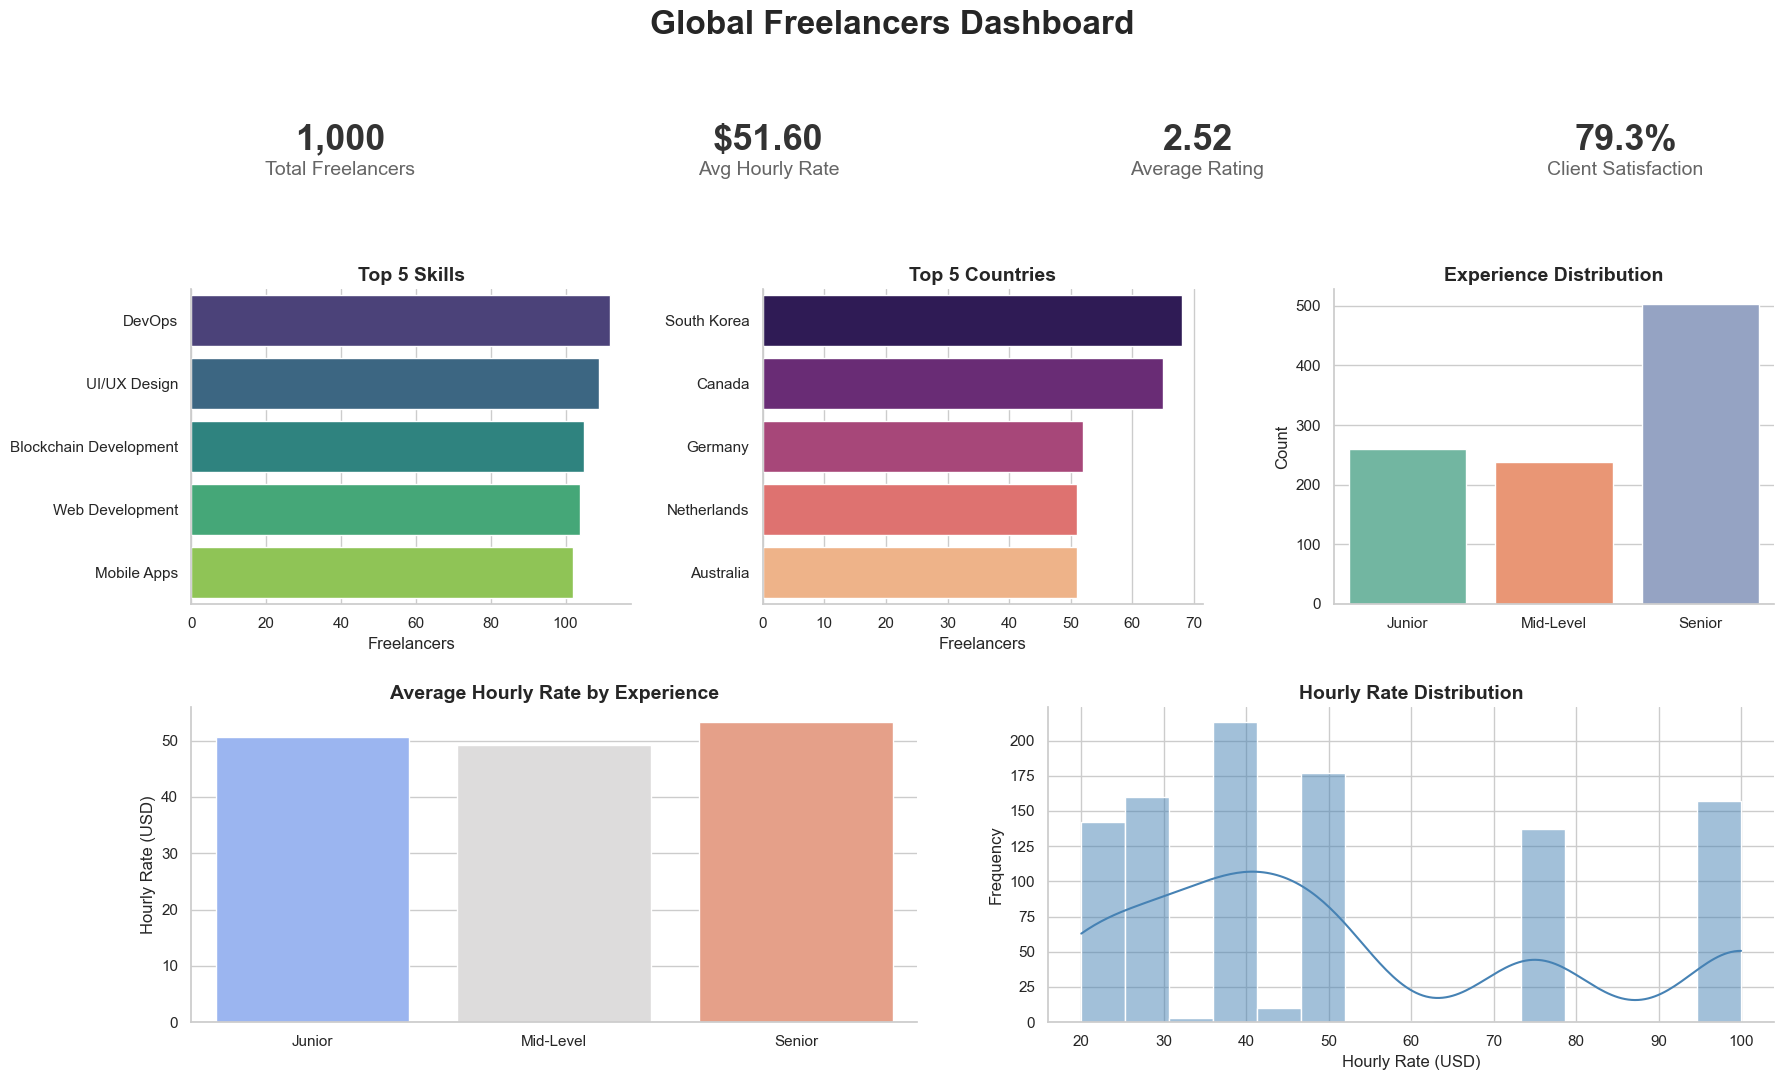 Global Freelancers Dashboard
1,000
Total Freelancers
$51.60
Avg Hourly Rate
2.52
Average Rating
79.3%
Client Satisfaction
Top 5 Skills
DevOps
UI/UX Design
Blockchain Development
Web Development
Mobile Apps
0 20 40 60 80 100
Freelancers
Top 5 Countries
South Korea
Canada
Germany
Netherlands
Australia
0 10 20 30 40 50 60 70
Freelancers
Experience Distribution
Count
500
400
300
200
100
0
Junior Mid-Level Senior
Average Hourly Rate by Experience
Hourly Rate (USD)
50
40
30
20
10
0
Junior Mid-Level Senior
Hourly Rate Distribution
Frequency
200
175
150
125
100
75
50
25
0
20 30 40 50 60 70 80 90 100
Hourly Rate (USD)